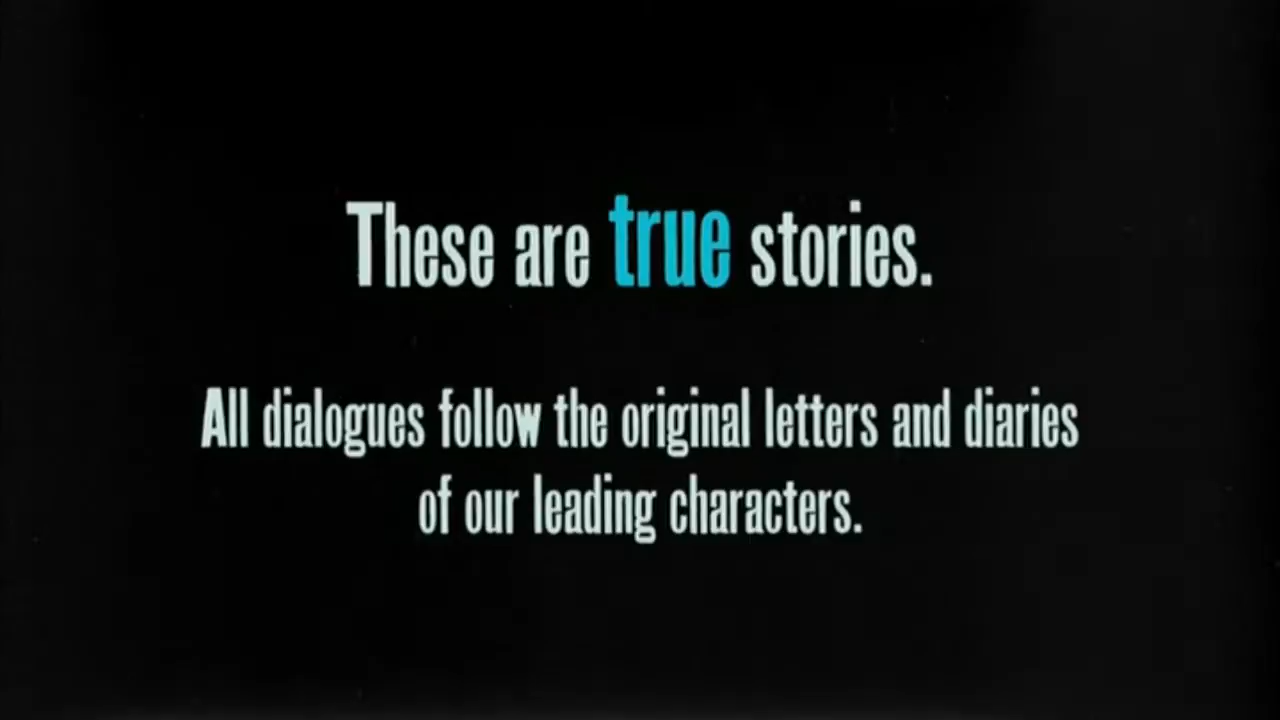 These are true stories.
All dialogues follow the original letters and diaries
of our leading characters.